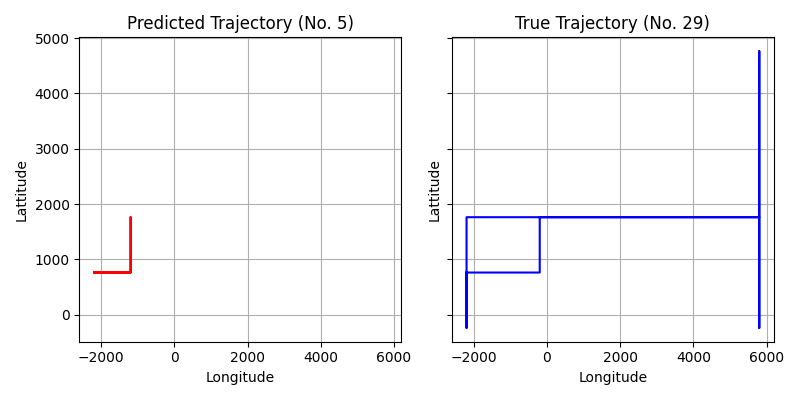 Predicted Trajectory (No. 5)
Lattitude
5000
4000
3000
2000
1000
0
−2000 0 2000 4000 6000
Longitude
True Trajectory (No. 29)
Lattitude
−2000 0 2000 4000 6000
Longitude